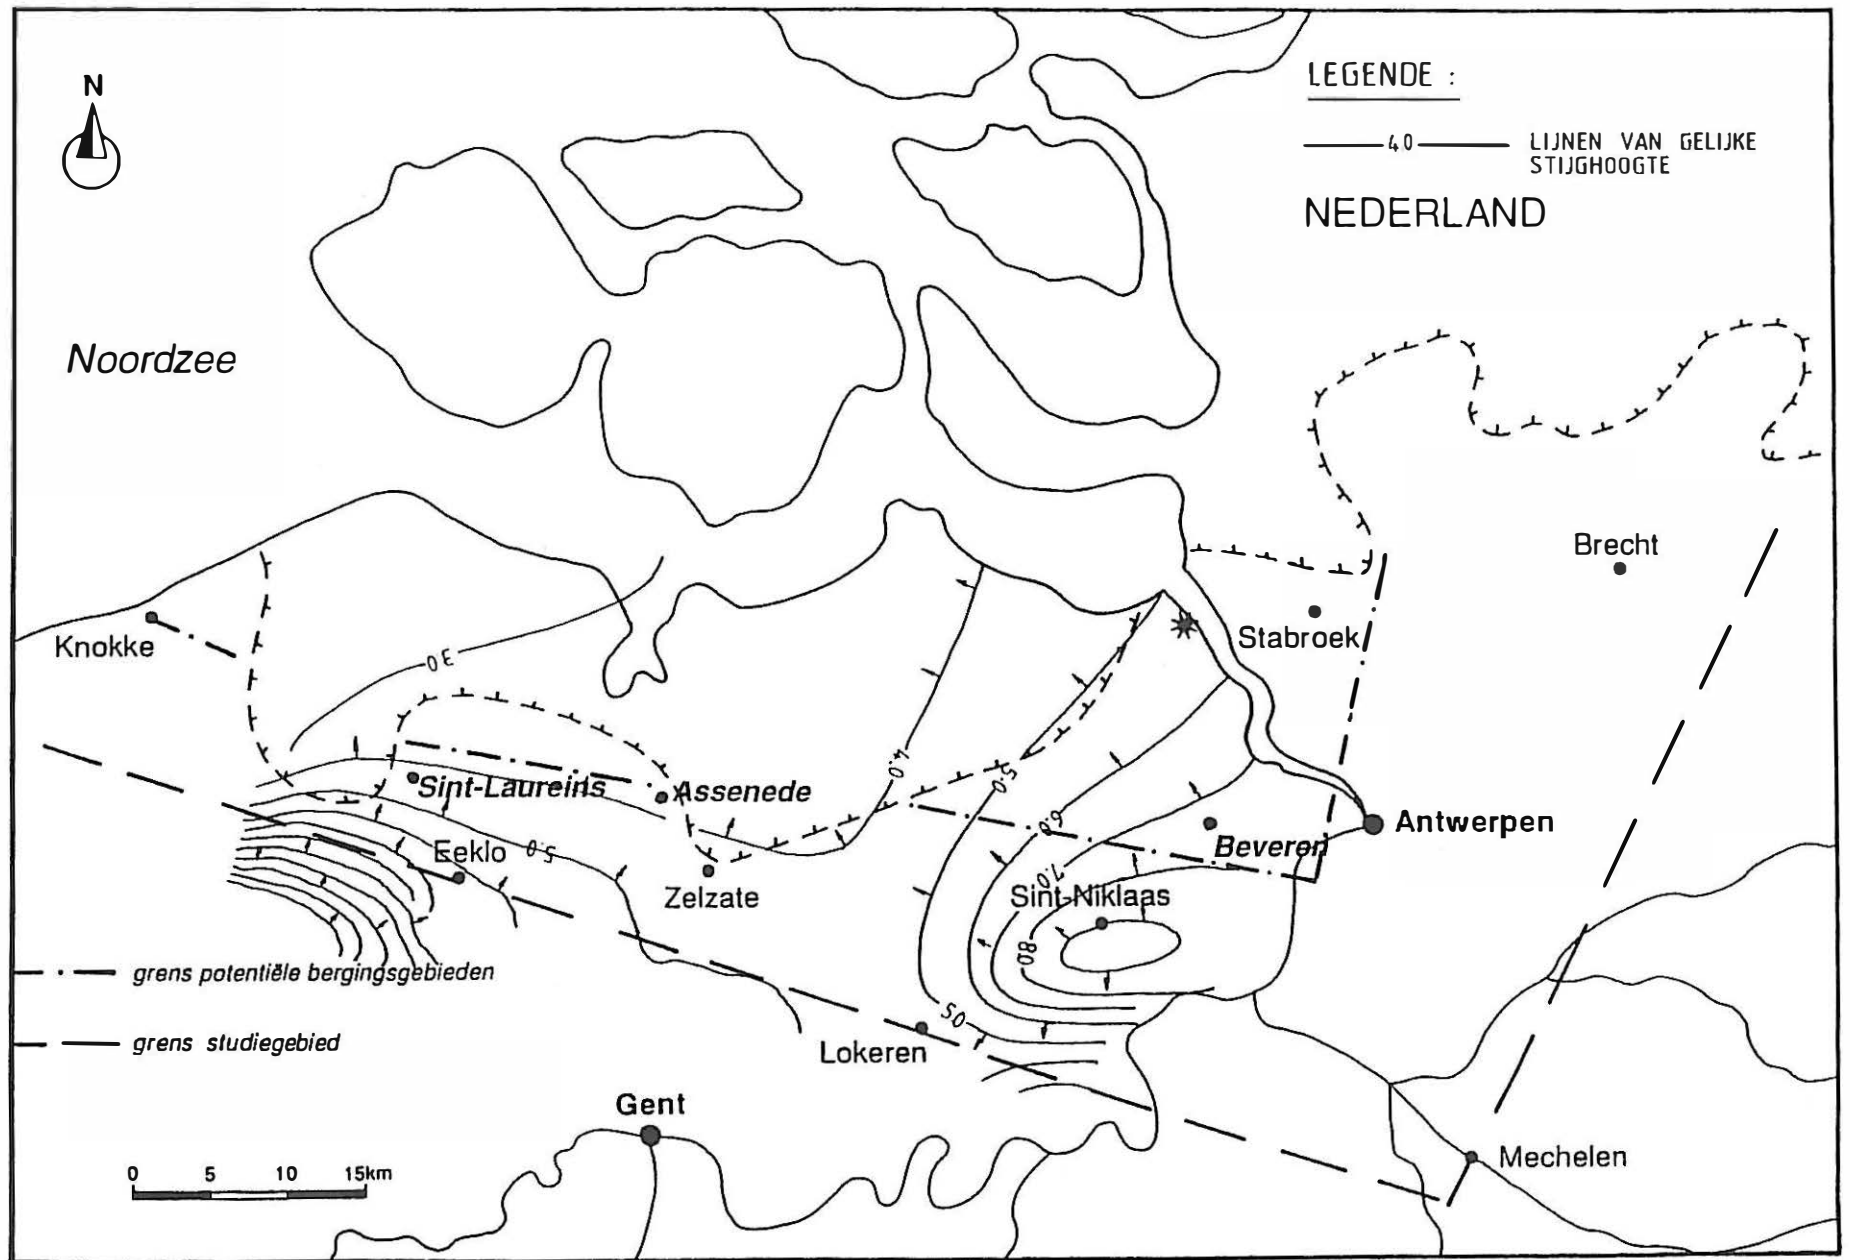 N
LEGENDE :
40
LIJNEN VAN GELIJKE
STIJGHOOGTE
NEDERLAND
Noordzee
Brecht
Stabroek
Knokke
30
4.0
5.0
6.0
7.0
80
50
5.0
Sint-Laureins
Assenede
Antwerpen
Beveren
Eeklo
Zelzate
Sint-Niklaas
grens potentiële bergingsgebieden
grens studiegebied
Lokeren
Gent
Mechelen
0 5 10 15km